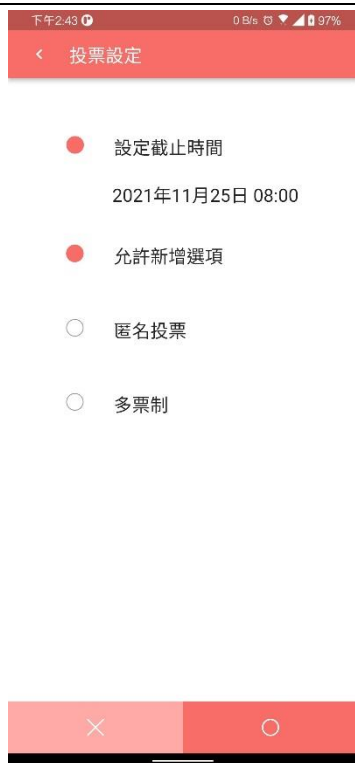 下午2:43 0 B/s 97%
投票設定
設定截止時間
2021年11月25日 08:00
允許新增選項
匿名投票
多票制